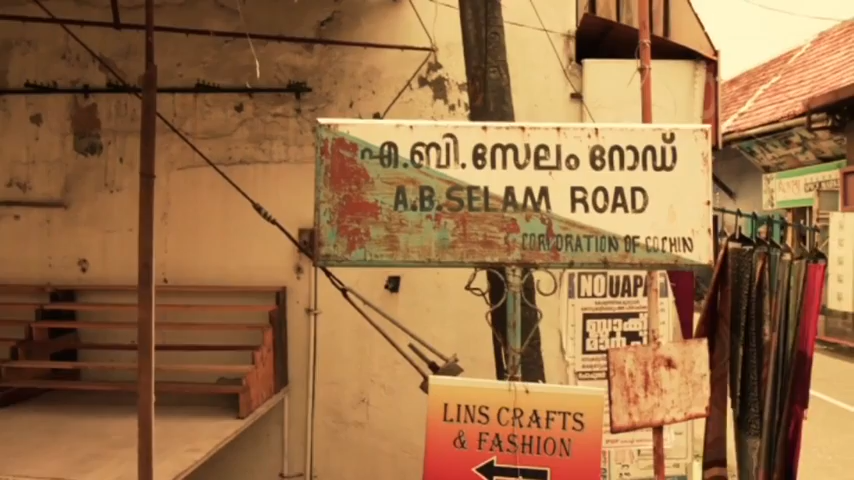 എ.ബി.സേലം റോഡ്
A.B.SELAM ROAD
CORPORATION OF COCHIN
NO UAPA
LINS CRAFTS
& FASHION